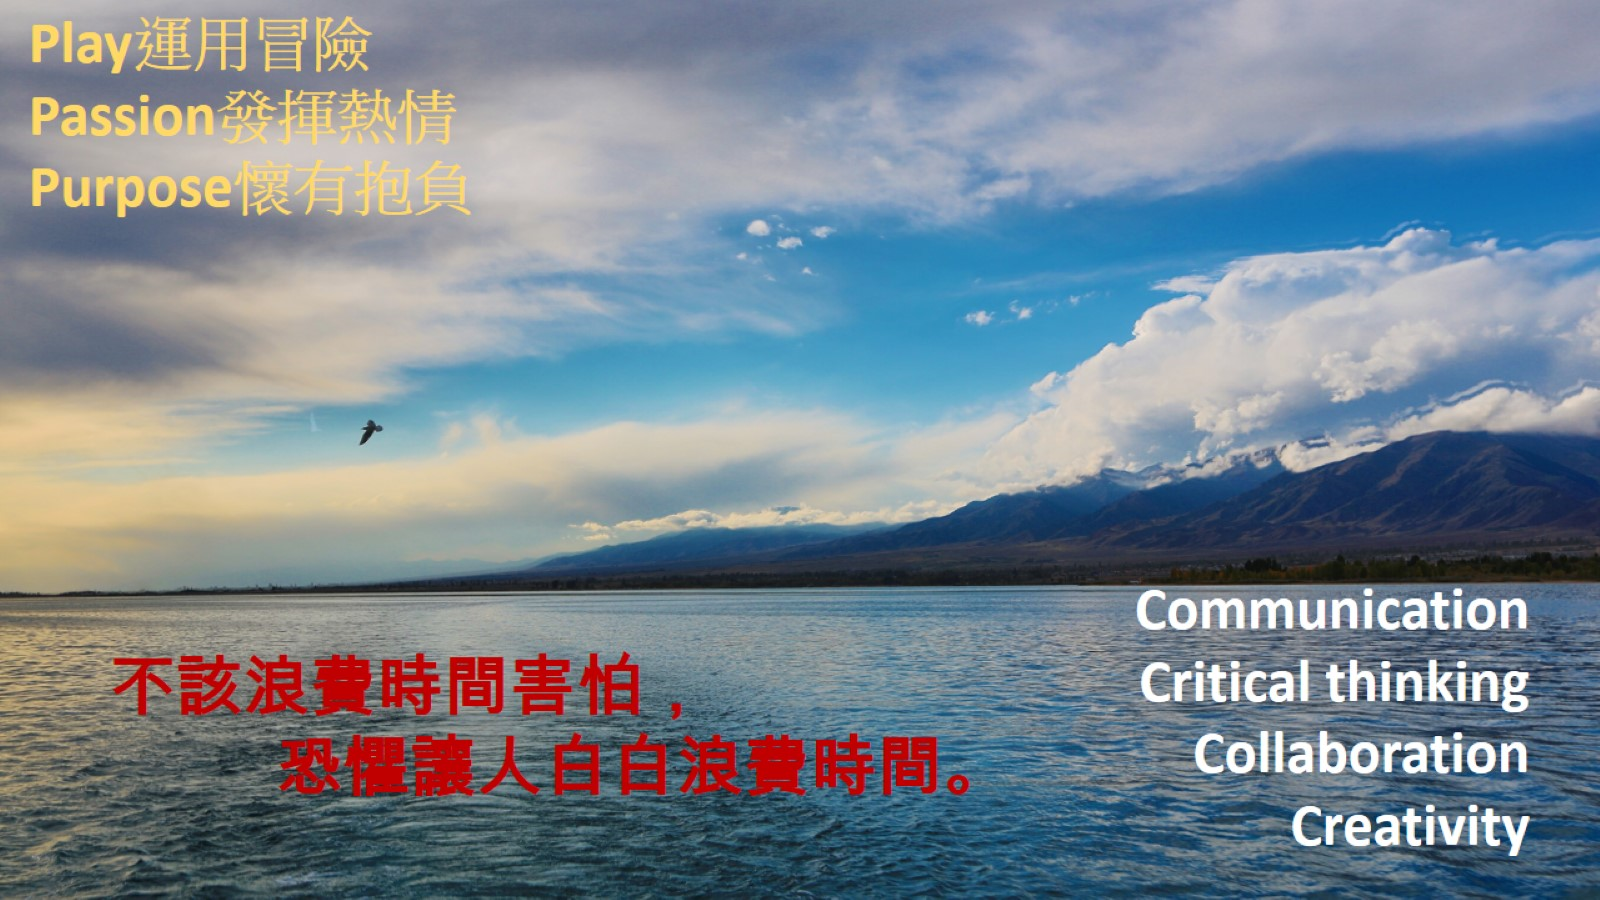 Play運用冒險
Passion發揮熱情
Purpose懷有抱負
Communication
Critical thinking
Collaboration
Creativity
不該浪費時間害怕，
恐懼讓人白白浪費時間。